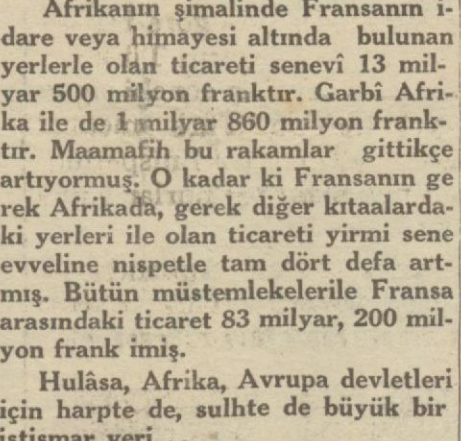 Afrikanın şimalinde Fransanın i-
dare veya himayesi altında bulunan
yerlerle olan ticareti senevî 13 mil-
yar 500 milyon franktır. Garbî Afri-
ka ile de 1 milyar 860 milyon frank-
tır. Maamafih bu rakamlar gittikçe
artıyormuş. O kadar ki Fransanın ge
rek Afrikada, gerek diğer kıtaalarda-
ki yerleri ile olan ticareti yirmi sene
evveline nispetle tam dört defa art-
mış. Bütün müstemlekelerile Fransa
arasındaki ticaret 83 milyar, 200 mil-
yon frank imiş.
Hulâsa, Afrika, Avrupa devletleri
için harpte de, sulhte de büyük bir
istismar yeri